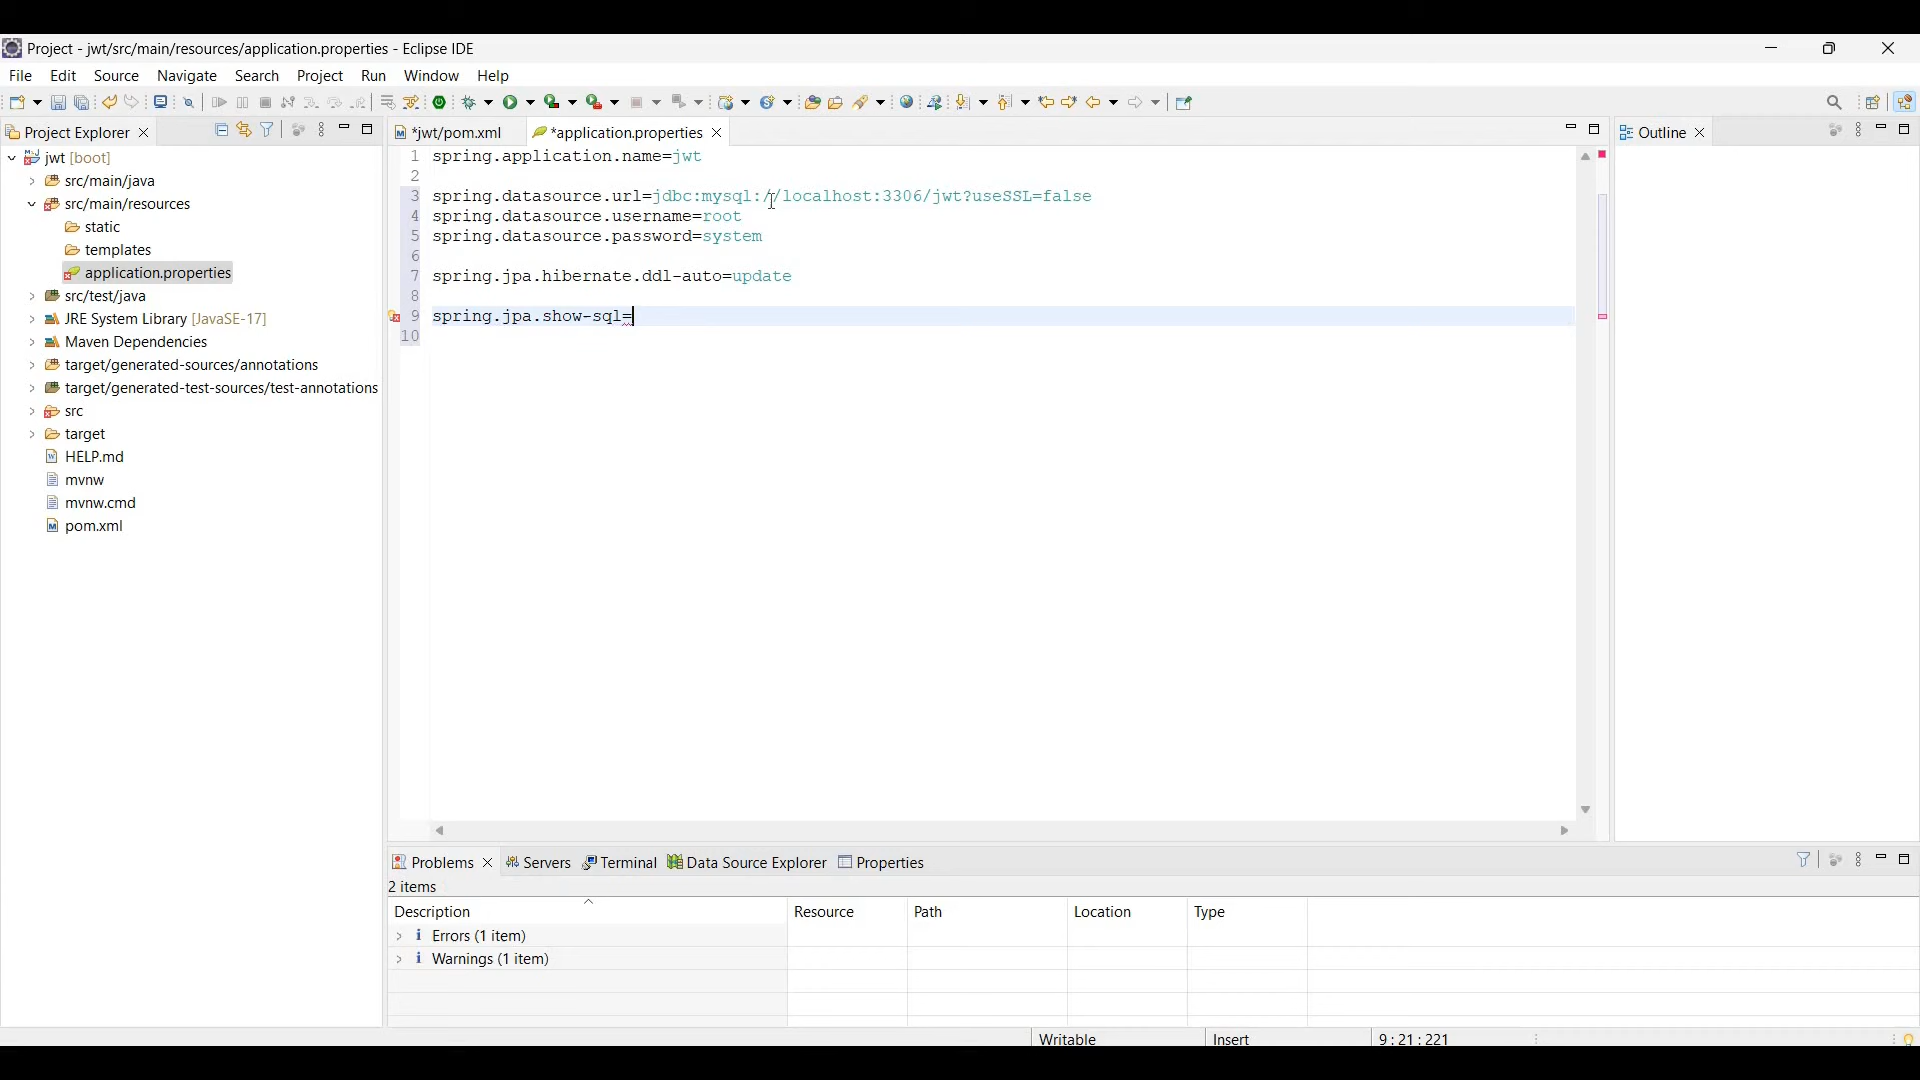 Project - jwt/src/main/resources/application.properties - Eclipse IDE
File Edit Source Navigate Search Project Run Window Help
Project Explorer
*jwt/pom.xml
*application.properties
Outline
jwt [boot]
src/main/java
src/main/resources
static
templates
application.properties
src/test/java
JRE System Library [JavaSE-17]
Maven Dependencies
target/generated-sources/annotations
target/generated-test-sources/test-annotations
src
target
HELP.md
mvnw
mvnw.cmd
pom.xml
1 spring.application.name=jwt
2
3 spring.datasource.url=jdbc:mysql://localhost:3306/jwt?useSSL=false
4 spring.datasource.username=root
5 spring.datasource.password=system
6
7 spring.jpa.hibernate.ddl-auto=update
8
9 spring.jpa.show-sql=
10
Problems Servers Terminal Data Source Explorer Properties
2 items
Description Resource Path Location Type
Errors (1 item)
Warnings (1 item)
Writable Insert 9 : 21 : 221